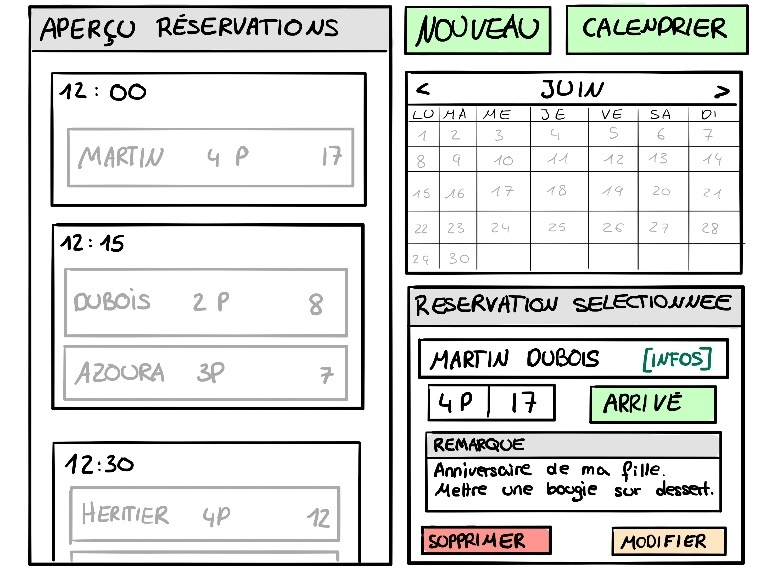 APERÇU RÉSERVATIONS
12:00
MARTIN 4 P 17
12:15
DUBOIS 2 P 8
AZOURA 3P 7
12:30
HERITIER 4P 12
NOUVEAU CALENDRIER
< JUIN >
LU MA ME JE VE SA DI
1 2 3 4 5 6 7
8 9 10 11 12 13 14
15 16 17 18 19 20 21
22 23 24 25 26 27 28
29 30
RESERVATION SELECTIONNEE
MARTIN DUBOIS [INFOS]
4P 17 ARRIVÉ
REMARQUE
Anniversaire de ma fille.
Mettre une bougie sur dessert.
SUPPRIMER MODIFIER